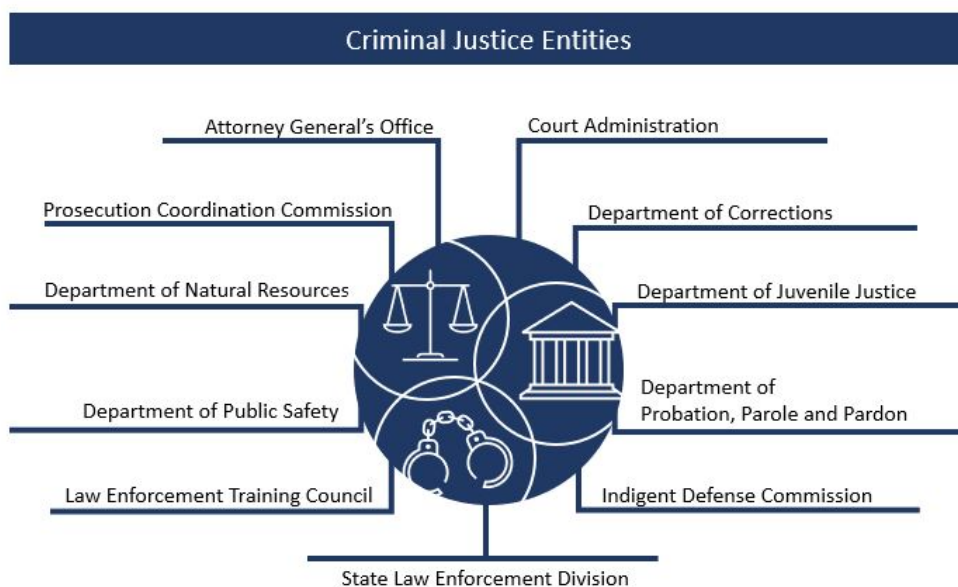 Criminal Justice Entities
Attorney General's Office
Court Administration
Prosecution Coordination Commission
Department of Corrections
Department of Natural Resources
Department of Juvenile Justice
Department of Public Safety
Department of
Probation, Parole and Pardon
Law Enforcement Training Council
Indigent Defense Commission
State Law Enforcement Division